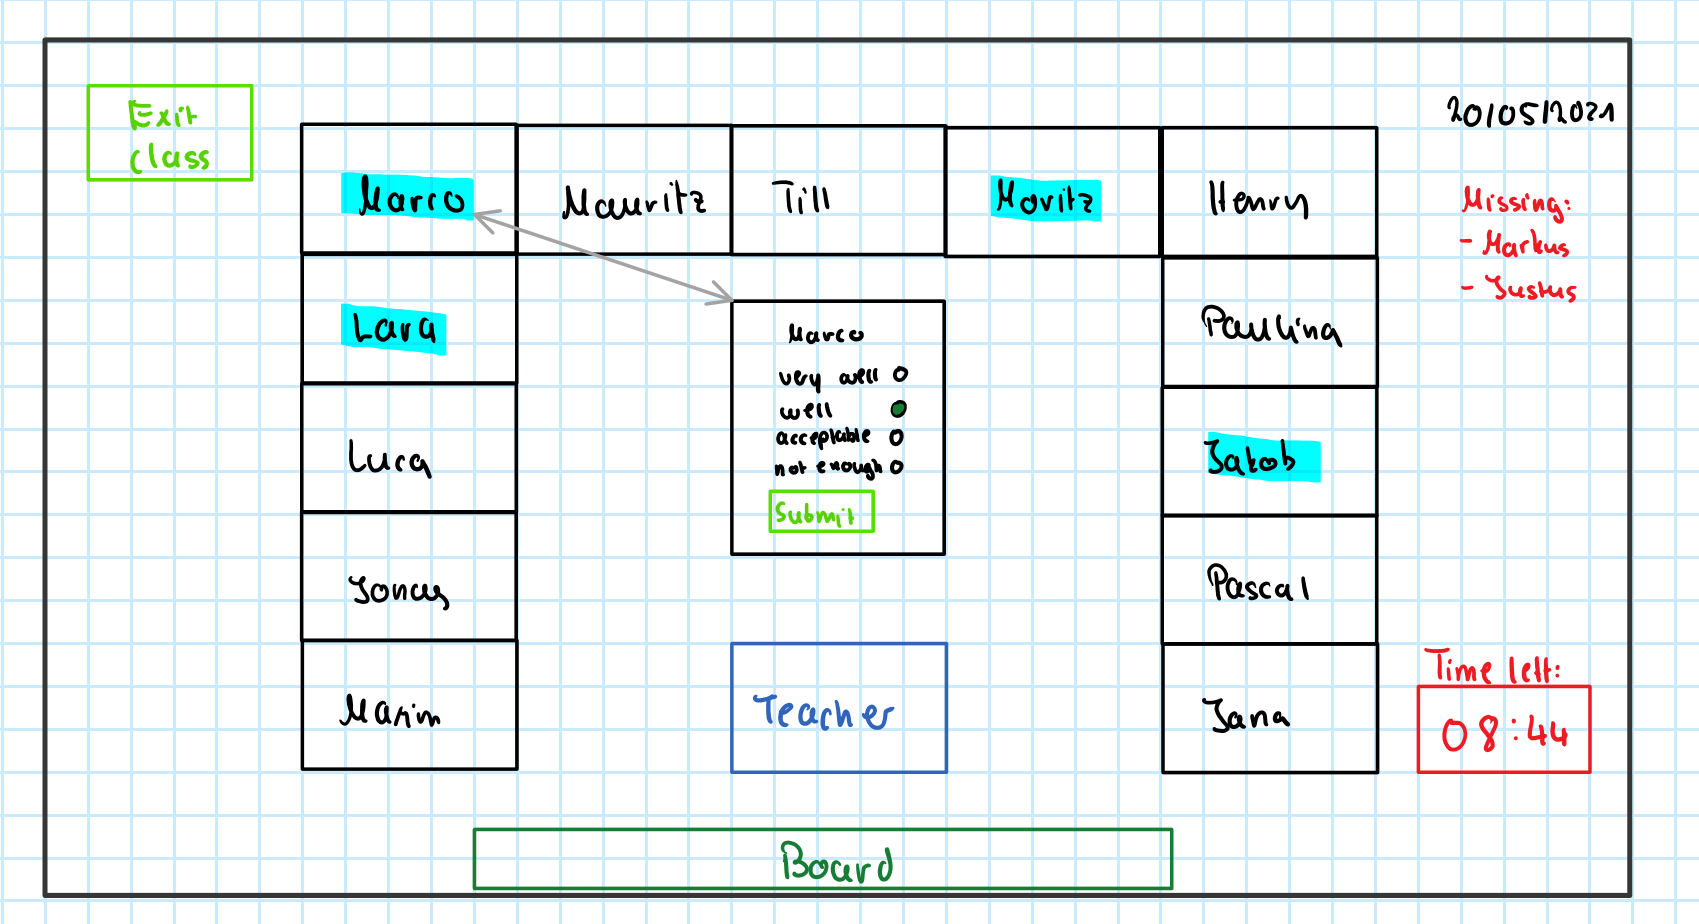 Exit
class
20/05/2021
Marco
Mauritz
Till
Moritz
Henry
Missing:
- Markus
- Justus
Lara
Paulina
Marco
very well
well
acceptable
not enough
Submit
Luca
Jakob
Jonas
Pascal
Maxim
Teacher
Jana
Time left:
08:44
Board